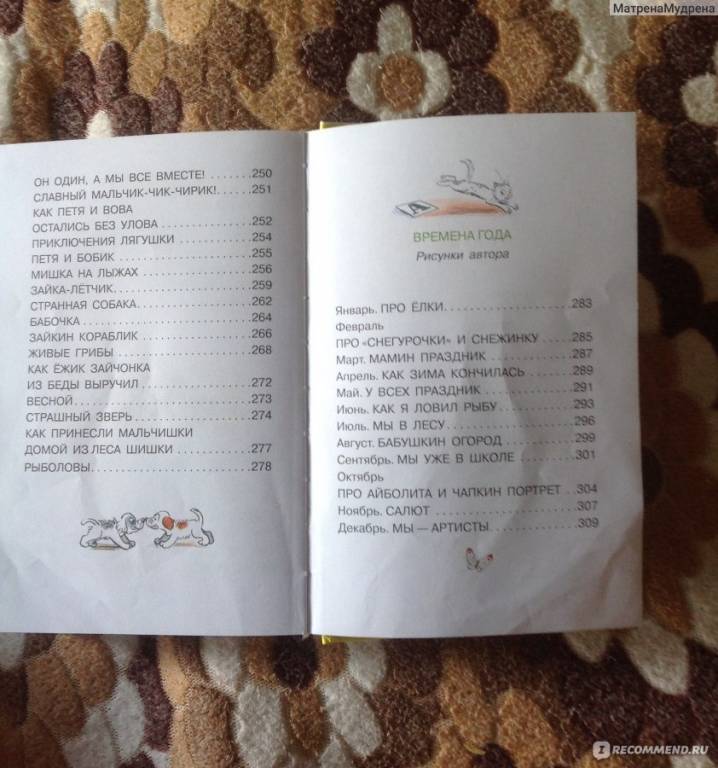 МатренаМудрена
ОН ОДИН, А МЫ ВСЕ ВМЕСТЕ! .......250
СЛАВНЫЙ МАЛЬЧИК-ЧИК-ЧИРИК!.....251
КАК ПЕТЯ И ВОВА
ОСТАЛИСЬ БЕЗ УЛОВА ............252
ПРИКЛЮЧЕНИЯ ЛЯГУШКИ ..........254
ПЕТЯ И БОБИК ..................255
МИШКА НА ЛЫЖАХ ...............256
ЗАЙКА-ЛЁТЧИК...................259
СТРАННАЯ СОБАКА................262
БАБОЧКА .......................264
ЗАЙКИН КОРАБЛИК ...............266
ЖИВЫЕ ГРИБЫ ...................268
КАК ЁЖИК ЗАЙЧОНКА
ИЗ БЕДЫ ВЫРУЧИЛ ...............272
ВЕСНОЙ.........................273
СТРАШНЫЙ ЗВЕРЬ ................274
КАК ПРИНЕСЛИ МАЛЬЧИШКИ
ДОМОЙ ИЗ ЛЕСА ШИШКИ ..........277
РЫБОЛОВЫ.......................278
А
ВРЕМЕНА ГОДА
Рисунки автора
Январь. ПРО ЁЛКИ................283
Февраль
ПРО «СНЕГУРОЧКИ» И СНЕЖИНКУ ....285
Март. МАМИН ПРАЗДНИК ..........287
Апрель. КАК ЗИМА КОНЧИЛАСЬ .....289
Май. У ВСЕХ ПРАЗДНИК ...........291
Июнь. КАК Я ЛОВИЛ РЫБУ .........293
Июль. МЫ В ЛЕСУ................296
Август. БАБУШКИН ОГОРОД ........299
Сентябрь. МЫ УЖЕ В ШКОЛЕ .......301
Октябрь
ПРО АЙБОЛИТА И ЧАПКИН ПОРТРЕТ ..304
Ноябрь. САЛЮТ .................307
Декабрь. МЫ — АРТИСТЫ..........309
IRECOMMEND.RU